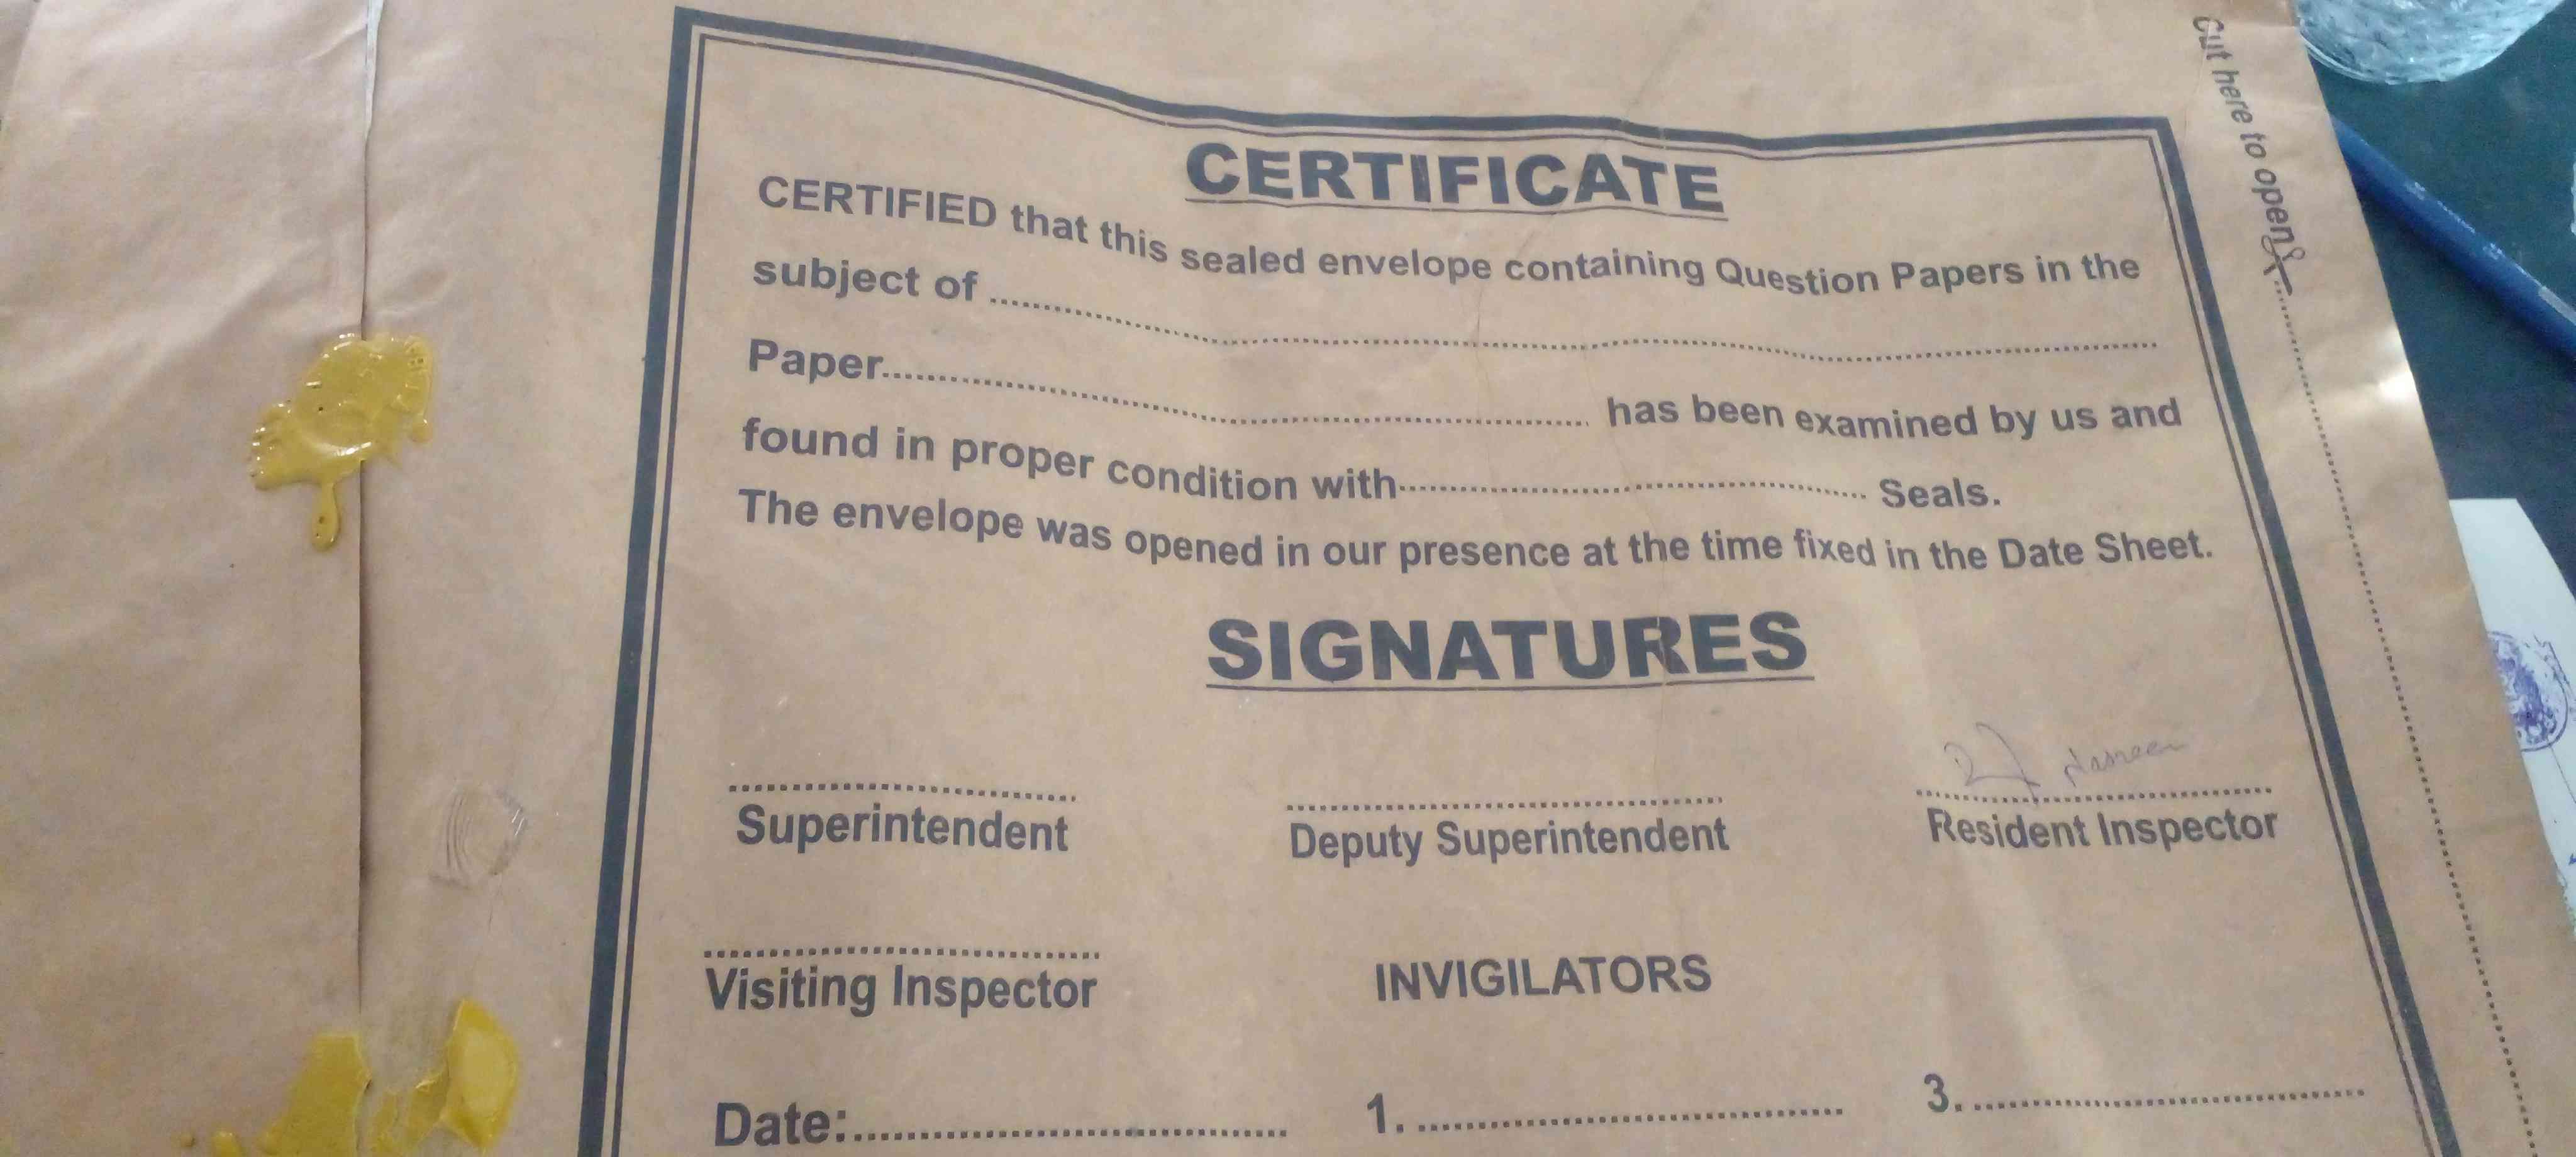 CERTIFICATE
CERTIFIED that this sealed envelope containing Question Papers in the
subject of ........................................................................
Paper........................................ has been examined by us and
found in proper condition with........................................ Seals.
The envelope was opened in our presence at the time fixed in the Date Sheet.
SIGNATURES
Superintendent Deputy Superintendent Resident Inspector
Visiting Inspector INVIGILATORS
Date:........................................ 1. ........................................ 3. ........................................
Cut here to open